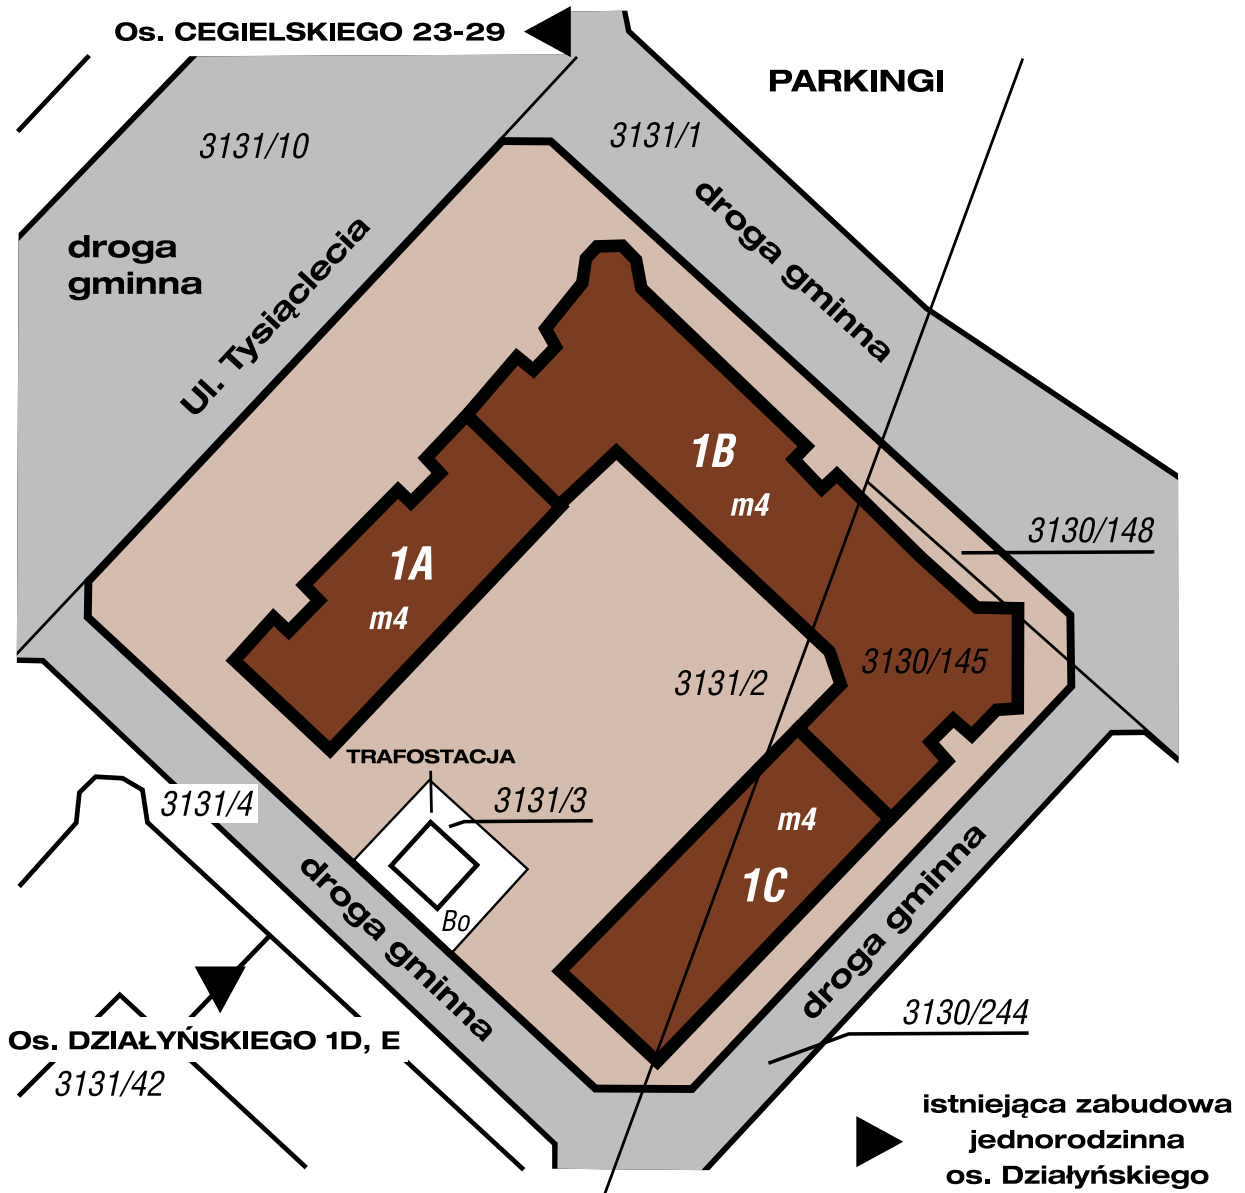 Os. CEGIELSKIEGO 23-29
PARKINGI
3131/10
3131/1
droga
gminna
Ul. Tysiąclecia
droga gminna
1B
m4
3130/148
1A
m4
3130/145
3131/2
TRAFOSTACJA
3131/4
3131/3
m4
1C
Bo
droga gminna
droga gminna
3130/244
Os. DZIAŁYŃSKIEGO 1D, E
3131/42
istniejąca zabudowa
jednorodzinna
os. Działyńskiego